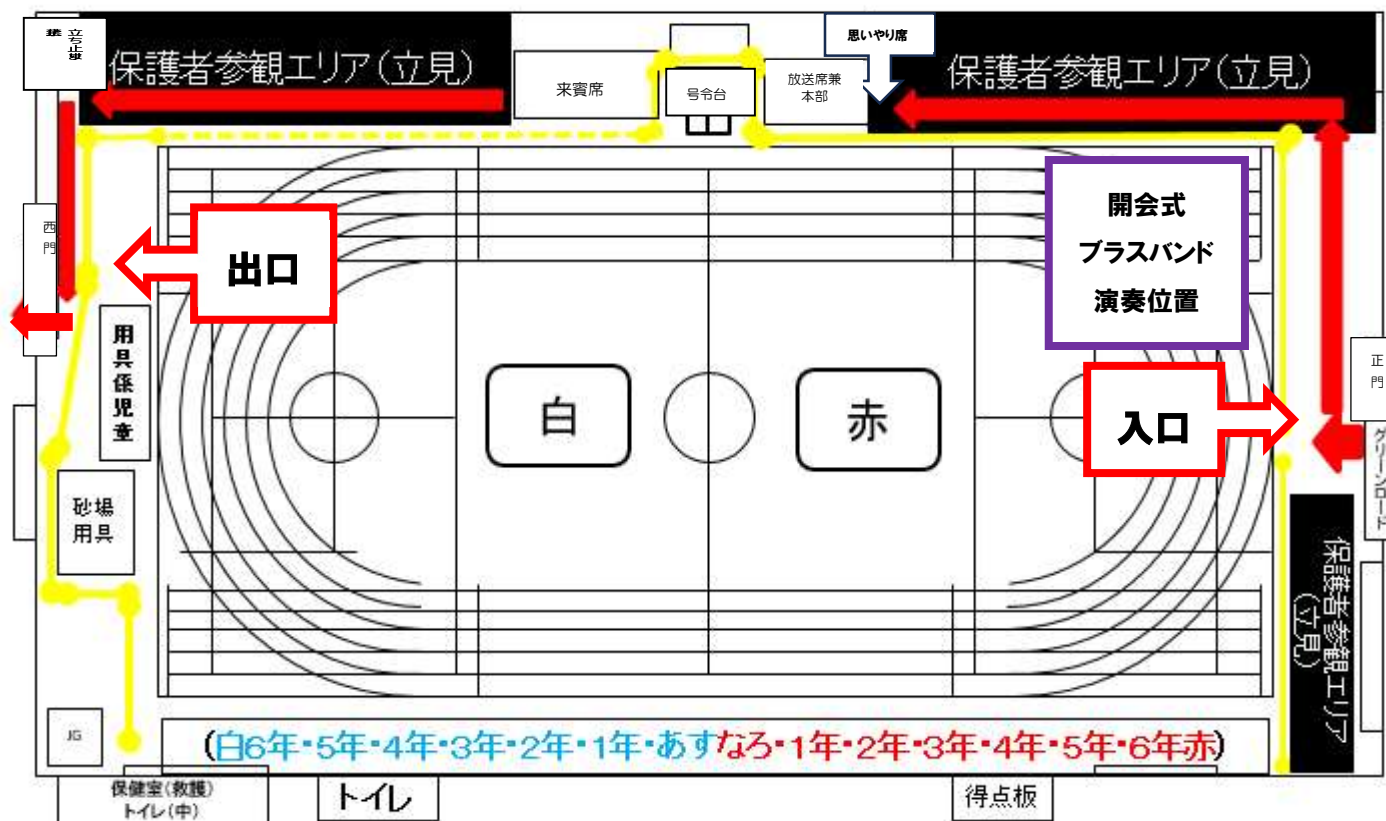 立ち止まり
保護者参観エリア(立見)
来賓席
号令台
放送席兼
本部
思いやり席
保護者参観エリア(立見)
開会式
ブラスバンド
演奏位置
西門
出口
用具係児童
白
赤
入口
正門
グリーンロード
砂場
用具
保護者参観エリア
(立見)
JG
(白6年・5年・4年・3年・2年・1年・あすなろ・1年・2年・3年・4年・5年・6年赤)
保健室(救護)
トイレ(中)
トイレ
得点板